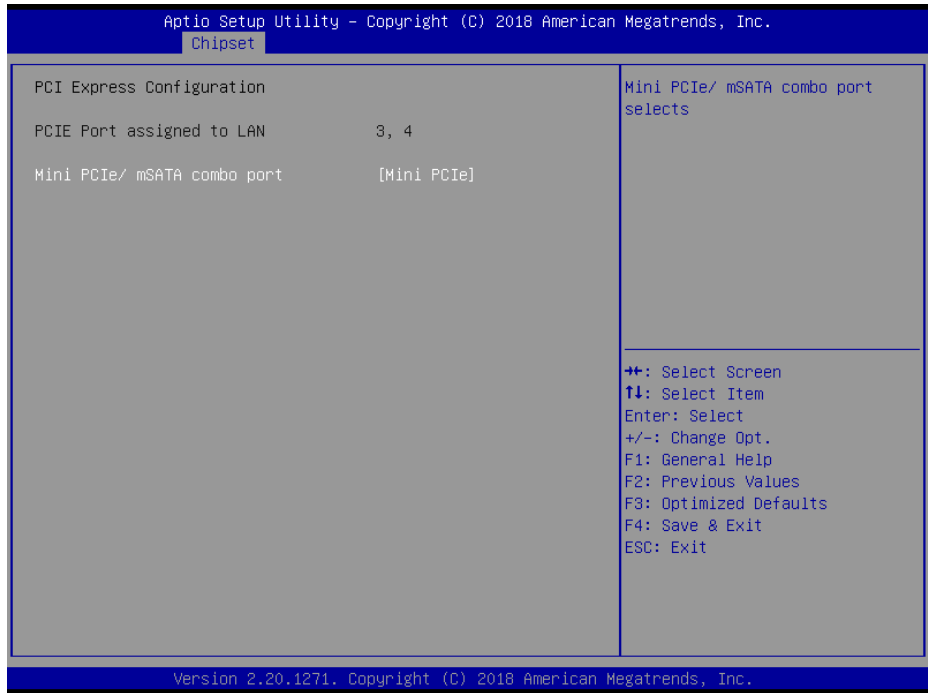 Aptio Setup Utility – Copyright (C) 2018 American Megatrends, Inc.
Chipset
PCI Express Configuration
PCIE Port assigned to LAN 3, 4
Mini PCIe/ mSATA combo port [Mini PCIe]
Mini PCIe/ mSATA combo port
selects
→←: Select Screen
↑↓: Select Item
Enter: Select
+/-: Change Opt.
F1: General Help
F2: Previous Values
F3: Optimized Defaults
F4: Save & Exit
ESC: Exit
Version 2.20.1271. Copyright (C) 2018 American Megatrends, Inc.